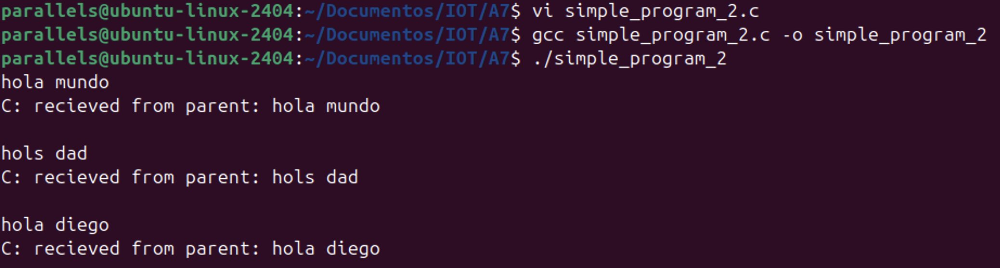 parallels@ubuntu-linux-2404:~/Documentos/IOT/A7$ vi simple_program_2.c
parallels@ubuntu-linux-2404:~/Documentos/IOT/A7$ gcc simple_program_2.c -o simple_program_2
parallels@ubuntu-linux-2404:~/Documentos/IOT/A7$ ./simple_program_2
hola mundo
C: recieved from parent: hola mundo
hols dad
C: recieved from parent: hols dad
hola diego
C: recieved from parent: hola diego